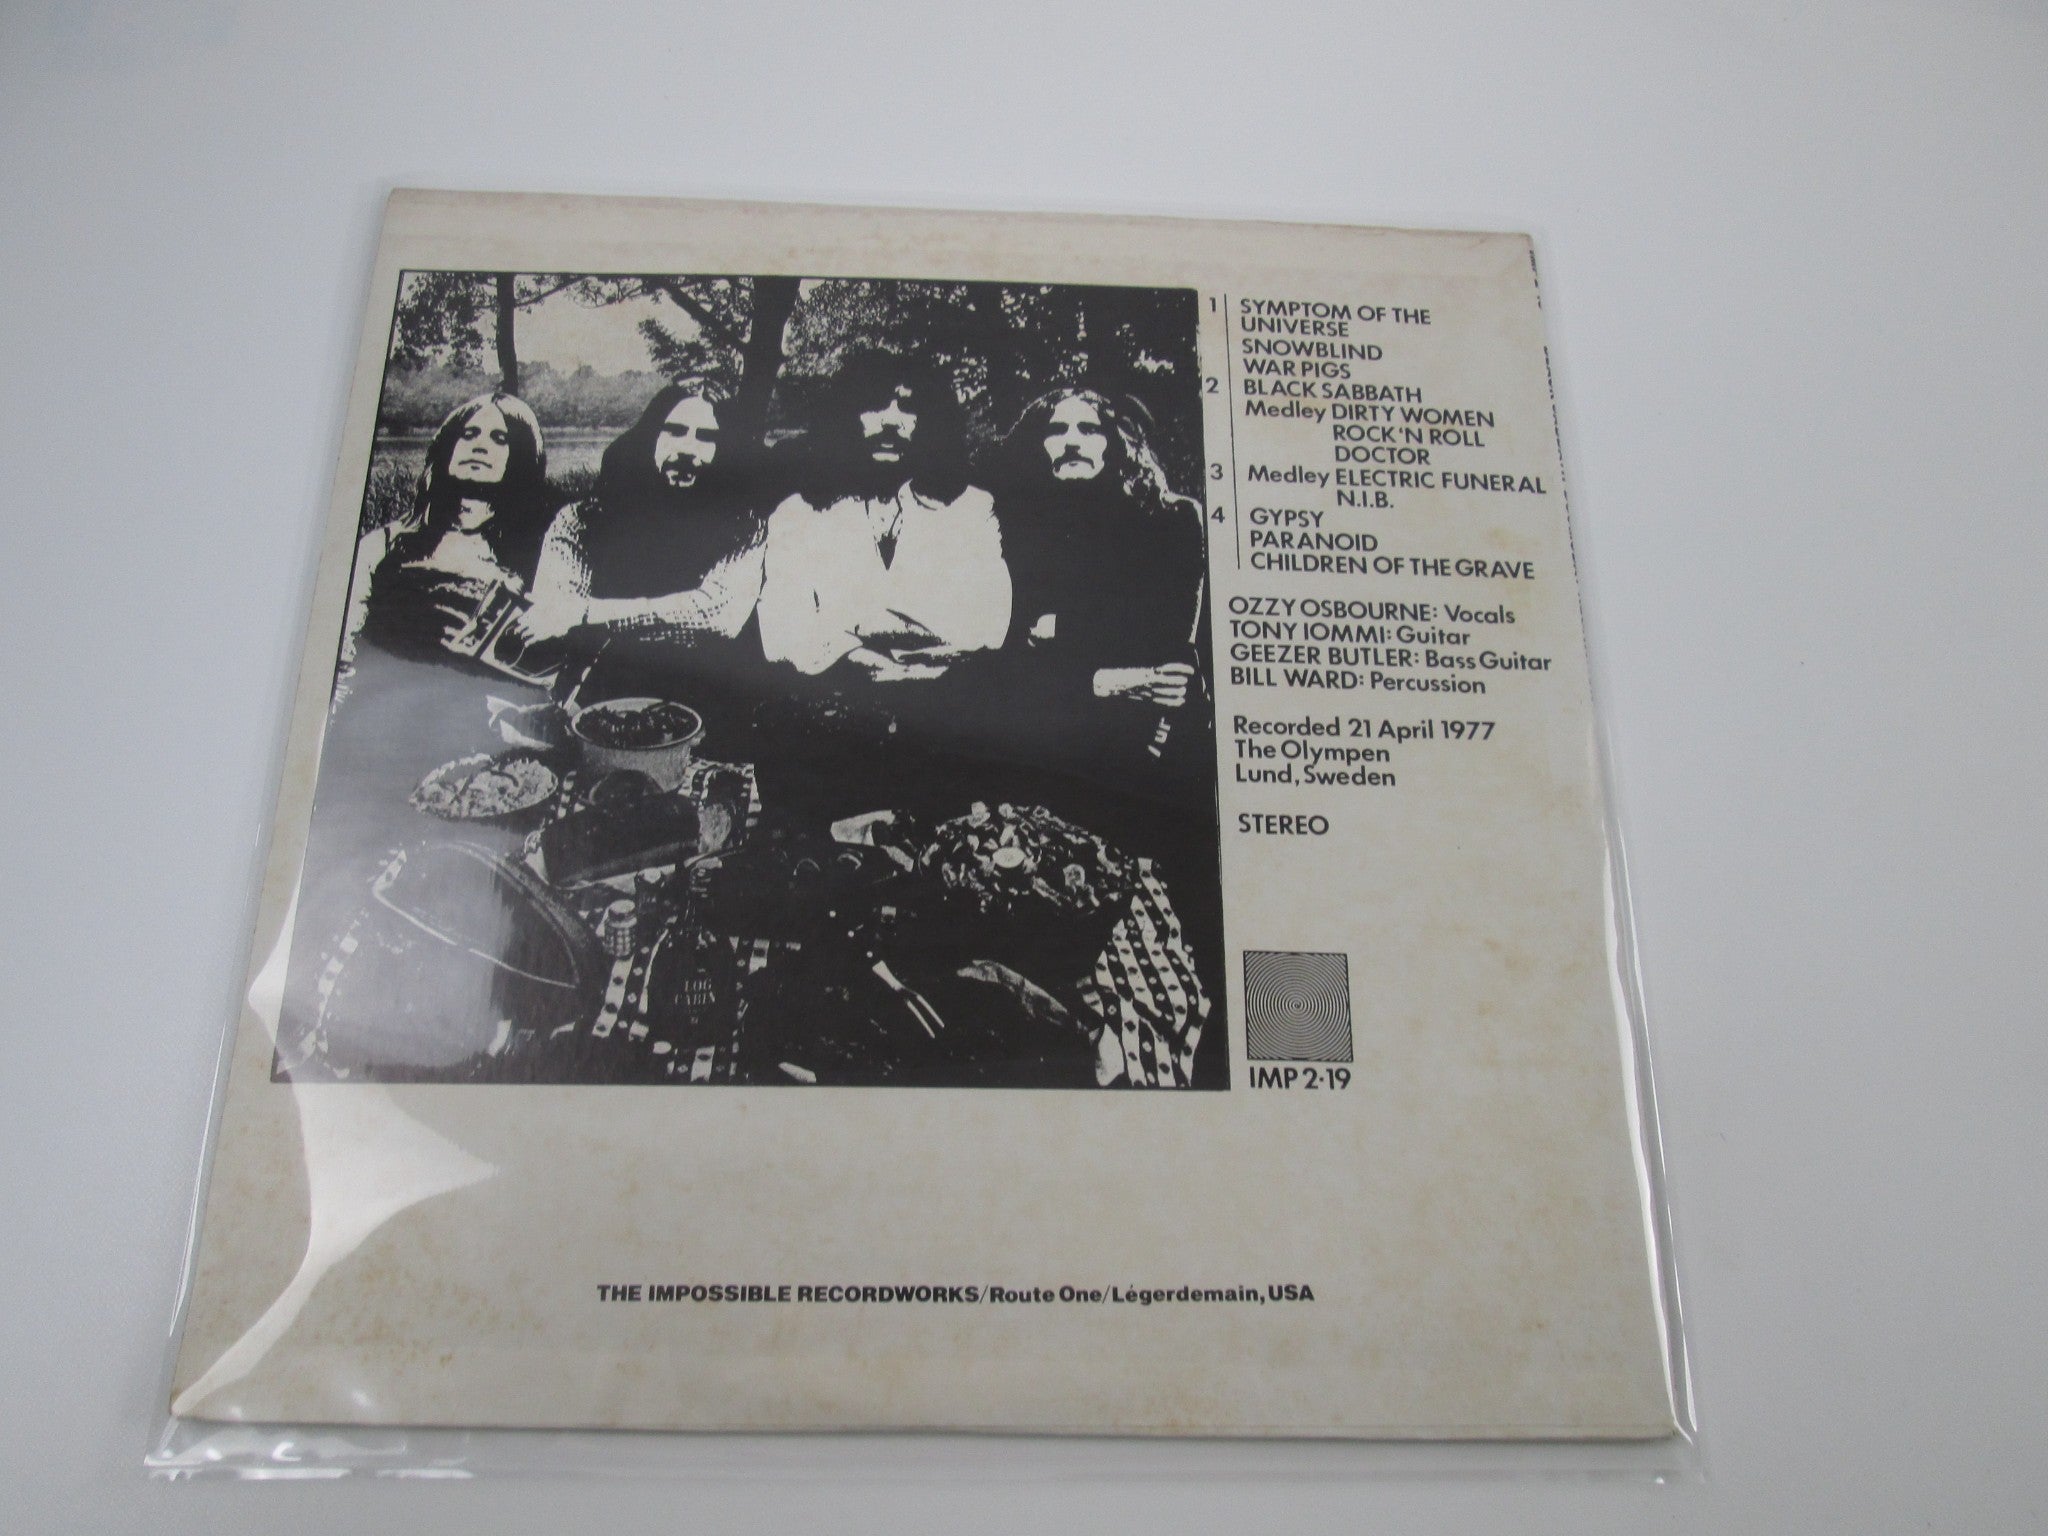 1 SYMPTOM OF THE
UNIVERSE
SNOWBLIND
WAR PIGS
2 BLACK SABBATH
Medley DIRTY WOMEN
ROCK'N ROLL
DOCTOR
3 Medley ELECTRIC FUNERAL
N.I.B.
4 GYPSY
PARANOID
CHILDREN OF THE GRAVE
OZZY OSBOURNE: Vocals
TONY IOMMI: Guitar
GEEZER BUTLER: Bass Guitar
BILL WARD: Percussion
Recorded 21 April 1977
The Olympen
Lund, Sweden
STEREO
LOG
CABIN
IMP 2·19
THE IMPOSSIBLE RECORDWORKS/Route One/Légerdemain, USA